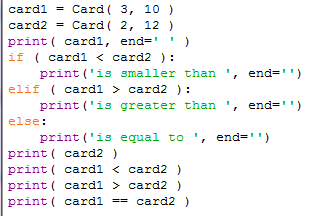 card1 = Card( 3, 10 )
card2 = Card( 2, 12 )
print( card1, end=' ' )
if ( card1 < card2 ):
    print('is smaller than ', end='')
elif ( card1 > card2 ):
    print('is greater than ', end='')
else:
    print('is equal to ', end='')
print( card2 )
print( card1 < card2 )
print( card1 > card2 )
print( card1 == card2 )